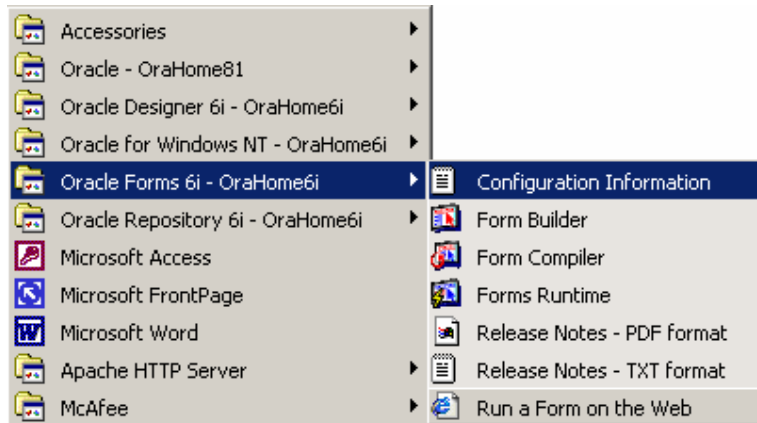 Accessories
Oracle - OraHome81
Oracle Designer 6i - OraHome6i
Oracle for Windows NT - OraHome6i
Oracle Forms 6i - OraHome6i
Oracle Repository 6i - OraHome6i
Microsoft Access
Microsoft FrontPage
Microsoft Word
Apache HTTP Server
McAfee
Configuration Information
Form Builder
Form Compiler
Forms Runtime
Release Notes - PDF format
Release Notes - TXT format
Run a Form on the Web